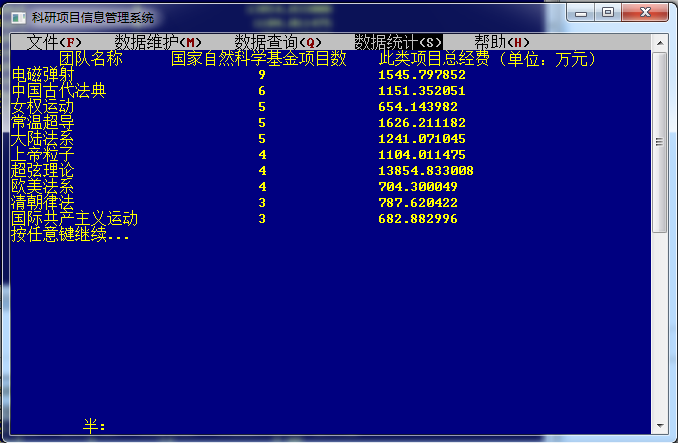 科研项目信息管理系统
文件(F) 数据维护(M) 数据查询(Q) 数据统计(S) 帮助(H)
团队名称 国家自然科学基金项目数 此类项目总经费（单位：万元）
电磁弹射 9 1545.797852
中国古代法典 6 1151.352051
女权运动 5 654.143982
常温超导 5 1626.211182
大陆法系 5 1241.071045
上帝粒子 4 1104.011475
超弦理论 4 13854.833008
欧美法系 4 704.300049
清朝律法 3 787.620422
国际共产主义运动 3 682.882996
按任意键继续...
半：